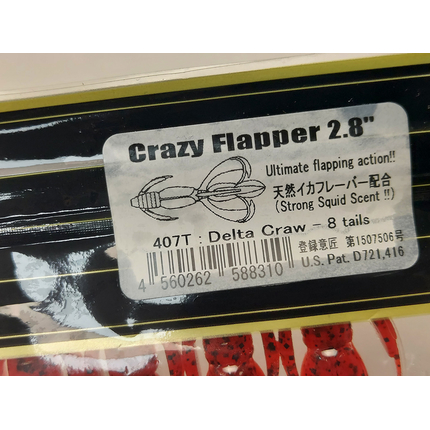 Crazy Flapper 2.8"
Ultimate flapping action!!
天然イカフレーバー配合
(Strong Squid Scent !!)
407T : Delta Craw - 8 tails
4 560262 588310
登録意匠 第1507506号
U.S. Pat. D721,416